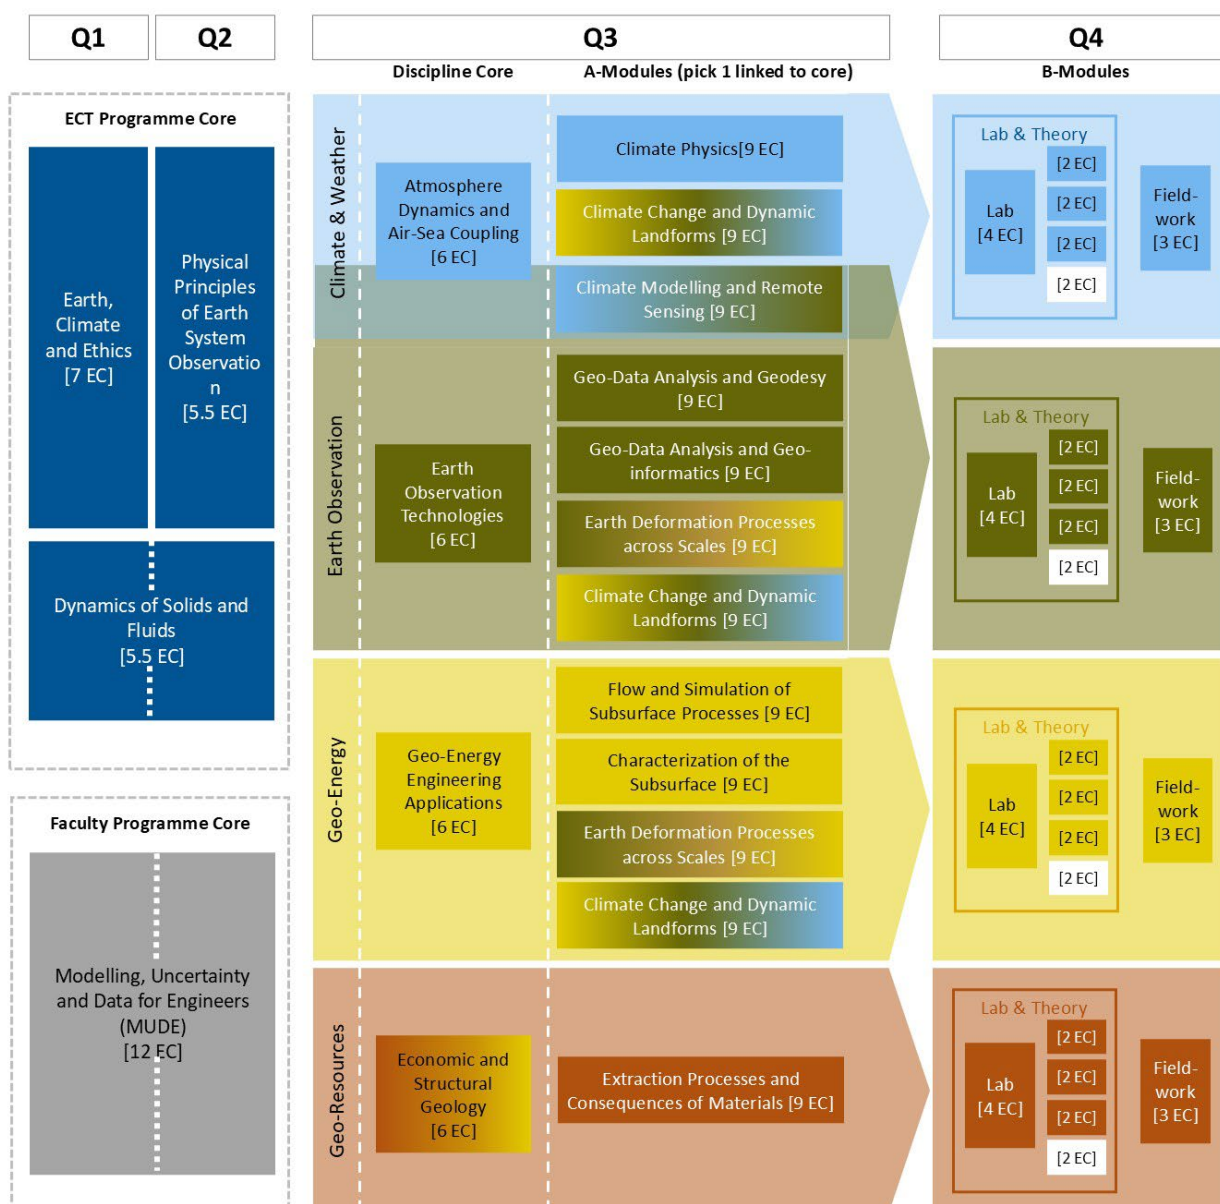 Q1
Q2
Q3
Q4
Discipline Core
A-Modules (pick 1 linked to core)
B-Modules
ECT Programme Core
Earth,
Climate
and Ethics
[7 EC]
Physical
Principles
of Earth
System
Observatio
n
[5.5 EC]
Dynamics of Solids and
Fluids
[5.5 EC]
Faculty Programme Core
Modelling, Uncertainty
and Data for Engineers
(MUDE)
[12 EC]
Climate & Weather
Atmosphere
Dynamics and
Air-Sea Coupling
[6 EC]
Climate Physics[9 EC]
Climate Change and Dynamic
Landforms [9 EC]
Climate Modelling and Remote
Sensing [9 EC]
Lab & Theory
Lab
[4 EC]
[2 EC]
[2 EC]
[2 EC]
[2 EC]
Field-
work
[3 EC]
Earth Observation
Earth
Observation
Technologies
[6 EC]
Geo-Data Analysis and Geodesy
[9 EC]
Geo-Data Analysis and Geo-
informatics [9 EC]
Earth Deformation Processes
across Scales [9 EC]
Climate Change and Dynamic
Landforms [9 EC]
Lab & Theory
Lab
[4 EC]
[2 EC]
[2 EC]
[2 EC]
[2 EC]
Field-
work
[3 EC]
Geo-Energy
Geo-Energy
Engineering
Applications
[6 EC]
Flow and Simulation of
Subsurface Processes [9 EC]
Characterization of the
Subsurface [9 EC]
Earth Deformation Processes
across Scales [9 EC]
Climate Change and Dynamic
Landforms [9 EC]
Lab & Theory
Lab
[4 EC]
[2 EC]
[2 EC]
[2 EC]
[2 EC]
Field-
work
[3 EC]
Geo-Resources
Economic and
Structural
Geology
[6 EC]
Extraction Processes and
Consequences of Materials [9 EC]
Lab & Theory
Lab
[4 EC]
[2 EC]
[2 EC]
[2 EC]
[2 EC]
Field-
work
[3 EC]